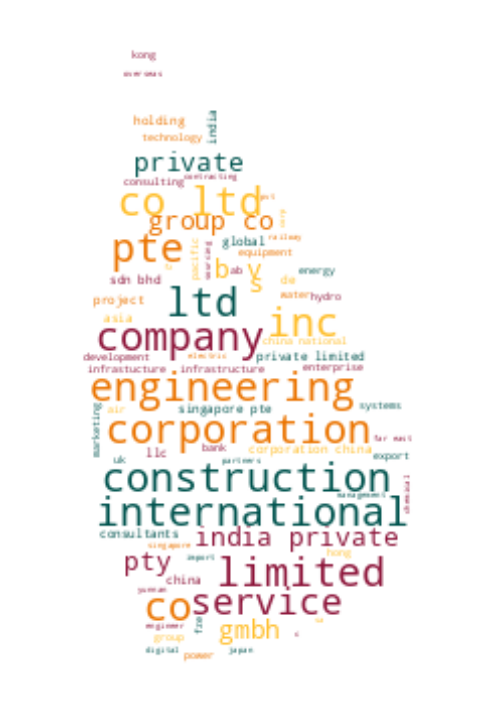 kong
overseas
holding
india
technology
private
contracting
consulting
co ltd
group co
railway
pte
global
pacific
sourcing
equipment
b v
ab
energy
sdn bhd
s
de
ltd
project
water
hydro
asia
inc
company
china national
development
electric
private limited
infrastructure
infrastructure
enterprise
engineering
air
singapore pte
systems
marketing
corporation
far east
bank
llc
corporation china
uk
partners
export
construction
chemical
management
international
consultants
india private
singapore
hong
import
pty
limited
china
yunnan
co
service
engineer
fze
gmbh
group
digital
power
japan